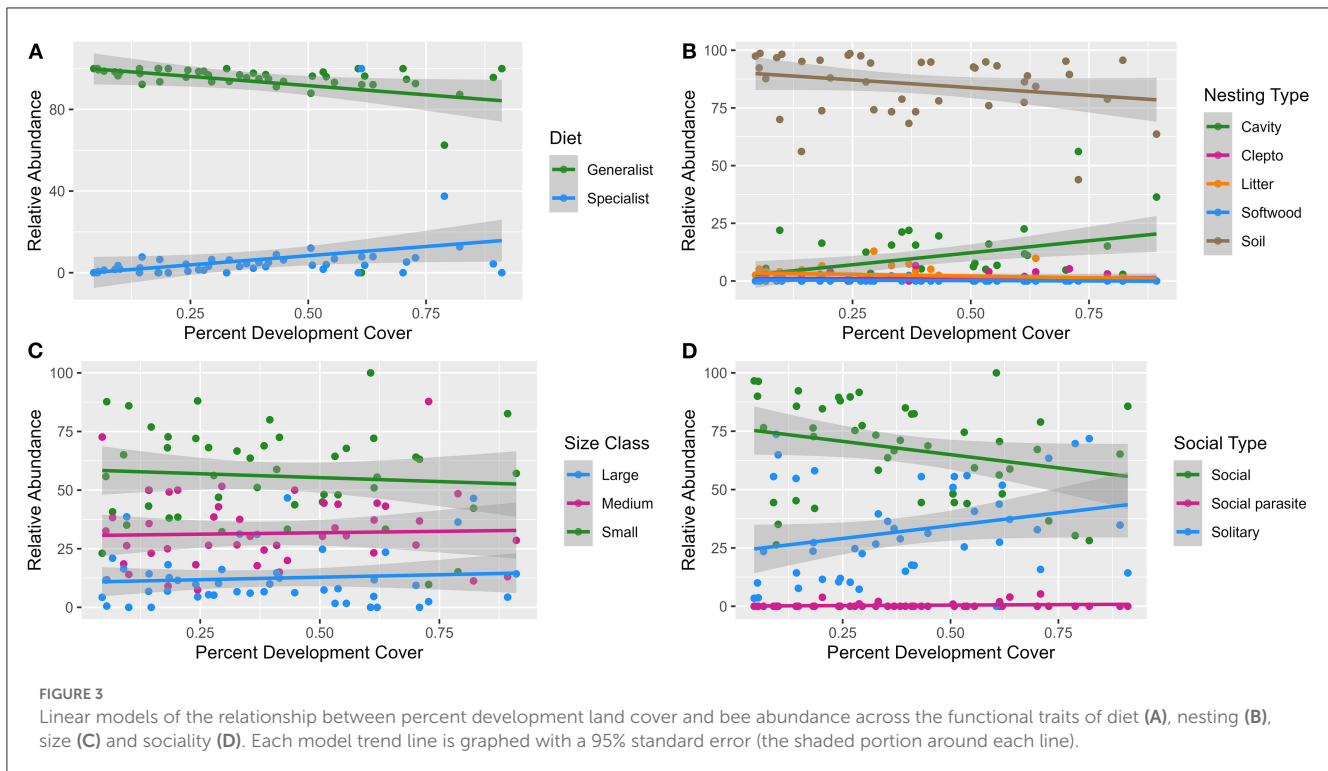 A
Relative Abundance
80
40
0
0.25 0.50 0.75
Percent Development Cover
Diet
Generalist
Specialist
B
Relative Abundance
100
75
50
25
0
0.25 0.50 0.75
Percent Development Cover
Nesting Type
Cavity
Clepto
Litter
Softwood
Soil
C
Relative Abundance
100
75
50
25
0
0.25 0.50 0.75
Percent Development Cover
Size Class
Large
Medium
Small
D
Relative Abundance
100
75
50
25
0
0.25 0.50 0.75
Percent Development Cover
Social Type
Social
Social parasite
Solitary
FIGURE 3
Linear models of the relationship between percent development land cover and bee abundance across the functional traits of diet (A), nesting (B),
size (C) and sociality (D). Each model trend line is graphed with a 95% standard error (the shaded portion around each line).